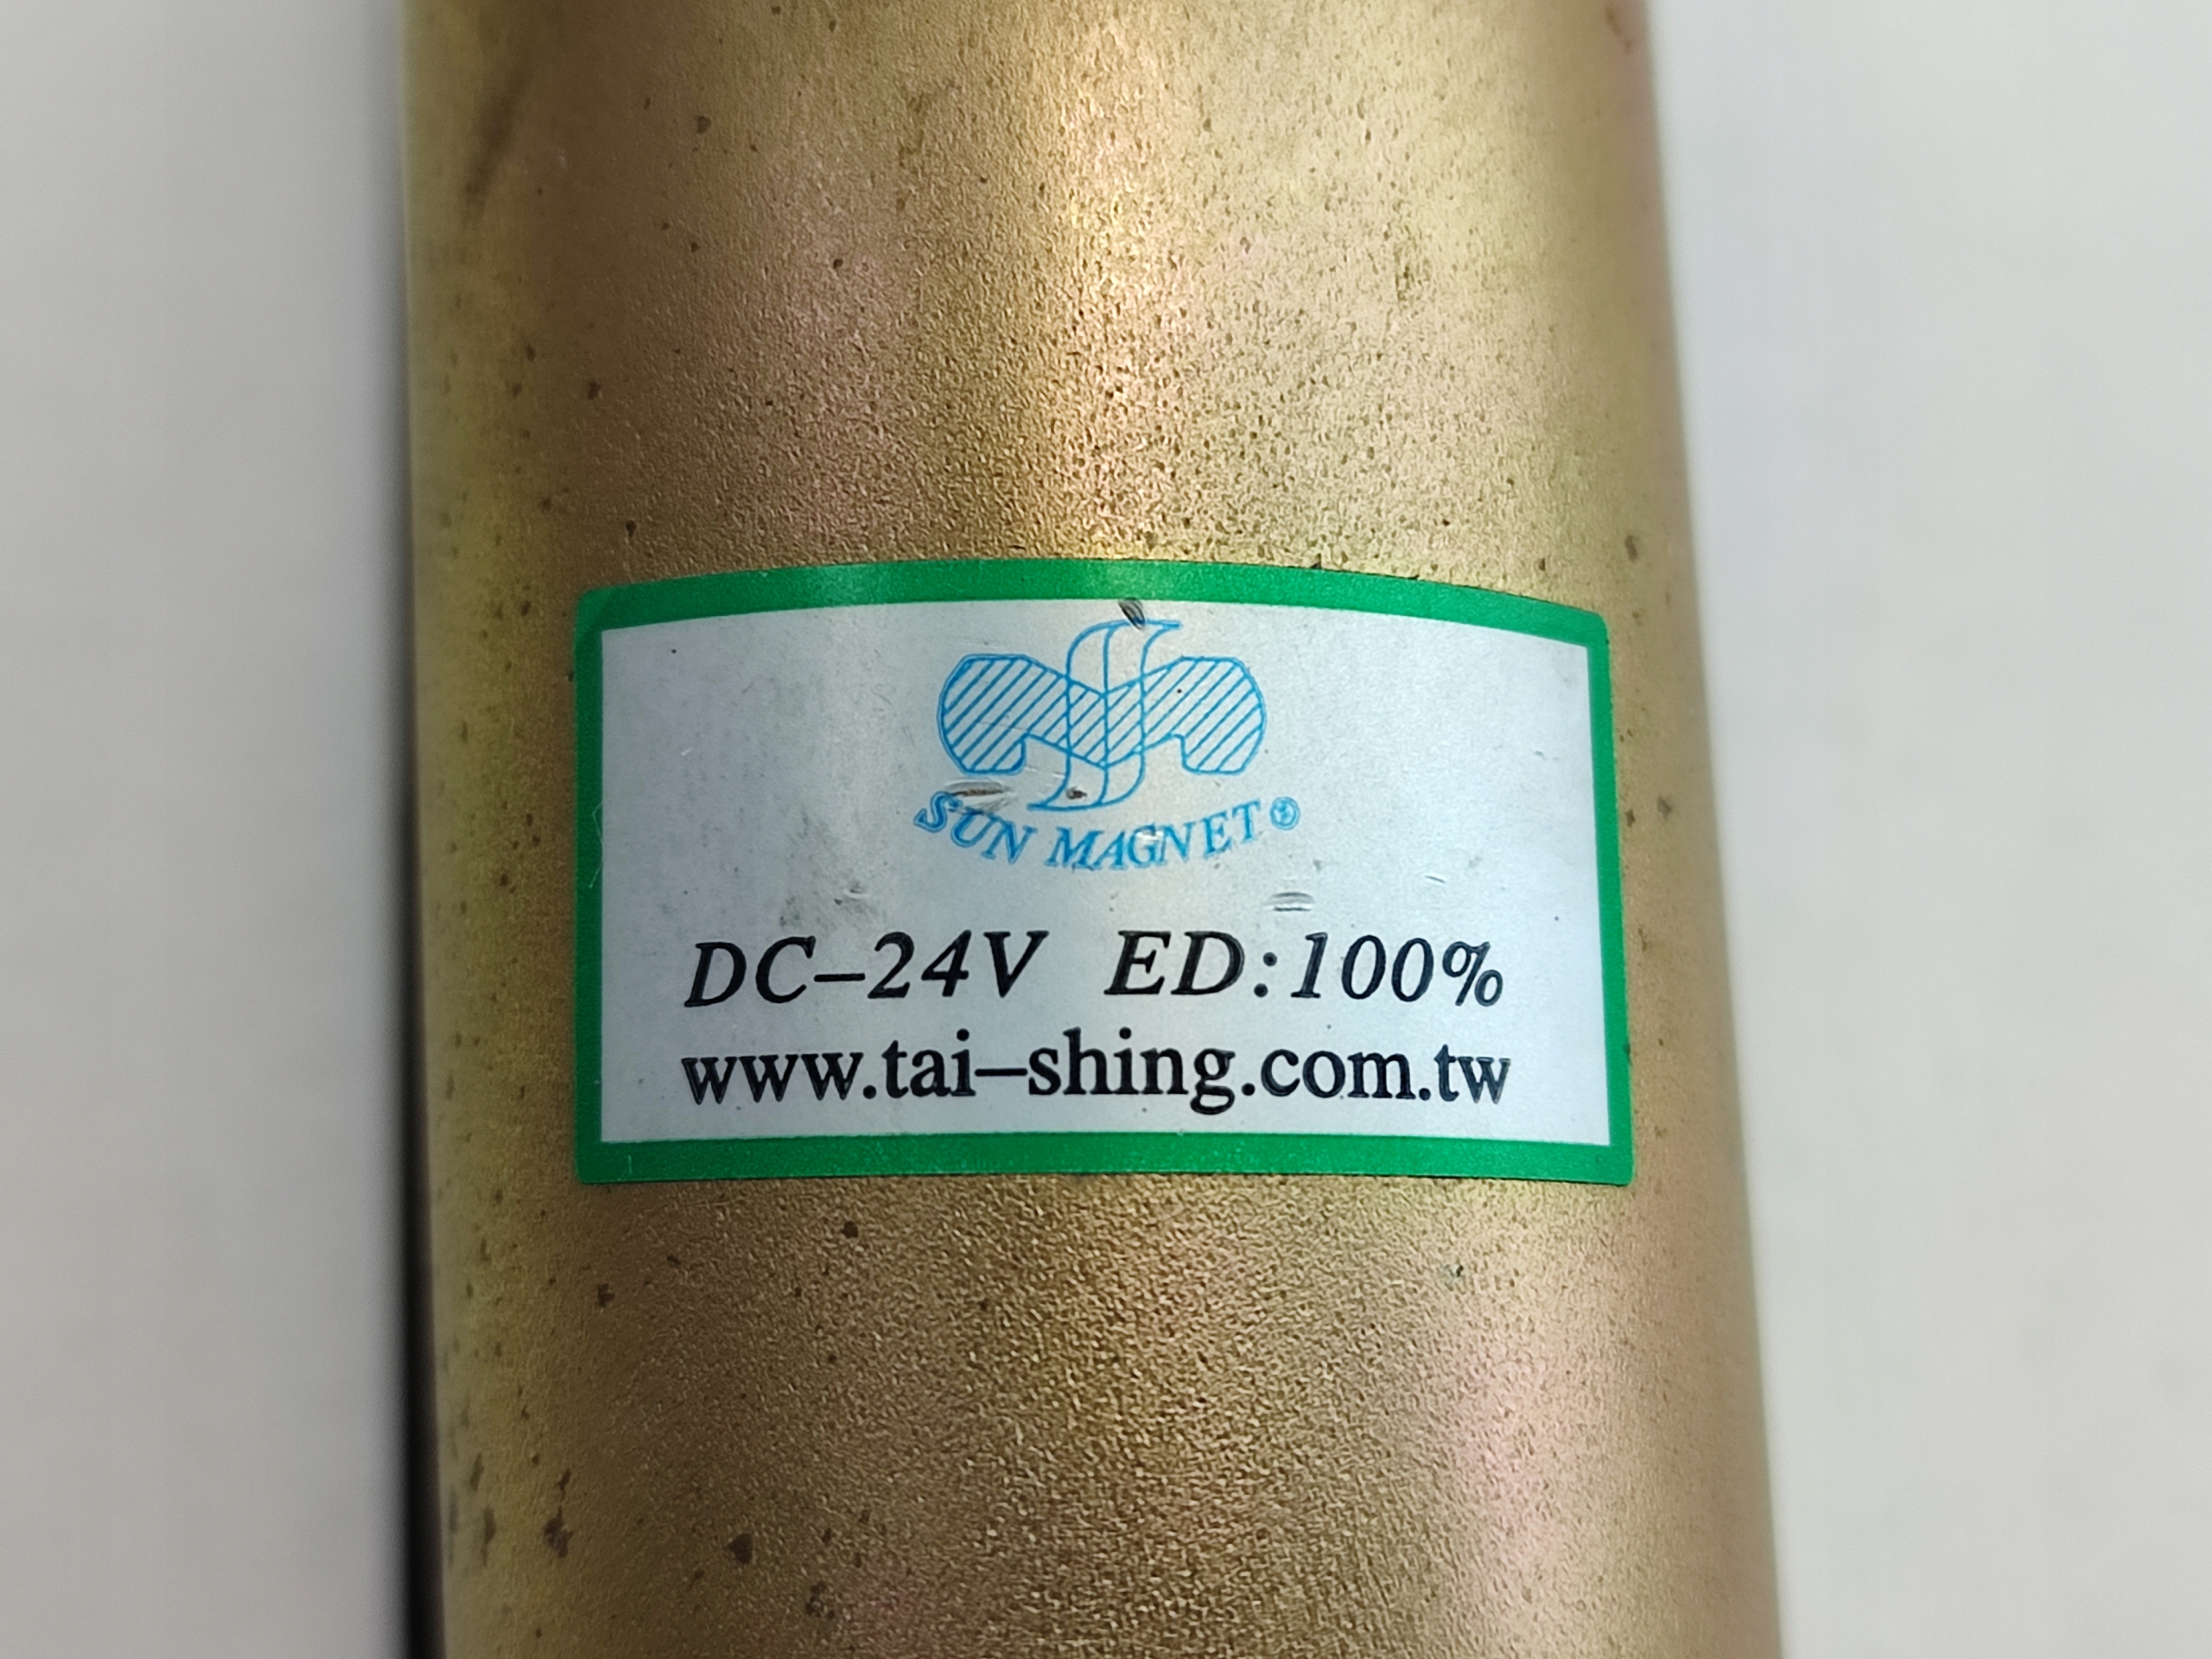 SUN MAGNET®
DC-24V ED:100%
www.tai-shing.com.tw